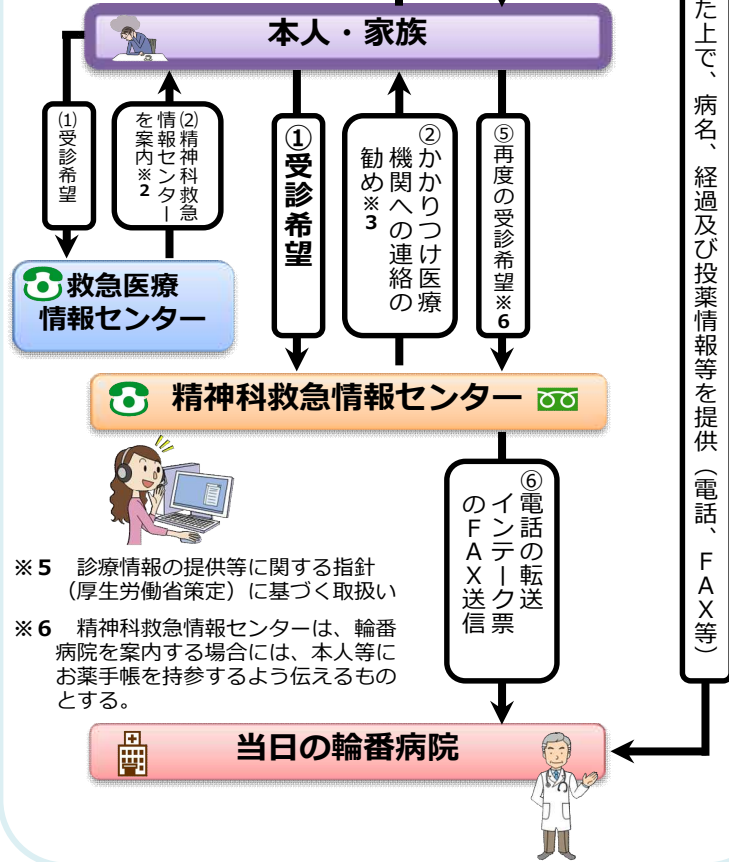 本人・家族
(1)受診希望
(2)精神科救急
情報センター
を案内※2
①受診希望
②かかりつけ医療
機関への連絡の
勧め※3
⑤再度の受診希望※6
た上で、病名、経過及び投薬情報等を提供（電話、ＦＡＸ等）
救急医療
情報センター
精神科救急情報センター
⑥電話の転送
インテーク票
のＦＡＸ送信
※5　診療情報の提供等に関する指針
（厚生労働省策定）に基づく取扱い
※6　精神科救急情報センターは、輪番
病院を案内する場合には、本人等に
お薬手帳を持参するよう伝えるもの
とする。
当日の輪番病院